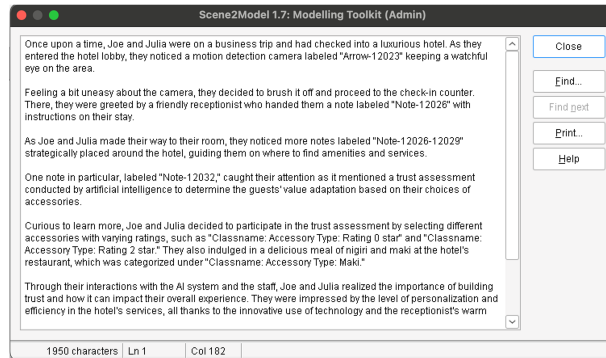 Scene2Model 1.7: Modelling Toolkit (Admin)
Once upon a time, Joe and Julia were on a business trip and had checked into a luxurious hotel. As they
entered the hotel lobby, they noticed a motion detection camera labeled "Arrow-12023" keeping a watchful
eye on the area.
Feeling a bit uneasy about the camera, they decided to brush it off and proceed to the check-in counter.
There, they were greeted by a friendly receptionist who handed them a note labeled "Note-12026" with
instructions on their stay.
As Joe and Julia made their way to their room, they noticed more notes labeled "Note-12026-12029"
strategically placed around the hotel, guiding them on where to find amenities and services.
One note in particular, labeled "Note-12032," caught their attention as it mentioned a trust assessment
conducted by artificial intelligence to determine the guests' value adaptation based on their choices of
accessories.
Curious to learn more, Joe and Julia decided to participate in the trust assessment by selecting different
accessories with varying ratings, such as "Classname: Accessory Type: Rating 0 star" and "Classname:
Accessory Type: Rating 2 star." They also indulged in a delicious meal of nigiri and maki at the hotel's
restaurant, which was categorized under "Classname: Accessory Type: Maki."
Through their interactions with the AI system and the staff, Joe and Julia realized the importance of building
trust and how it can impact their overall experience. They were impressed by the level of personalization and
efficiency in the hotel's services, all thanks to the innovative use of technology and the receptionist's warm
Close
Find...
Find next
Print...
Help
1950 characters Ln 1 Col 182